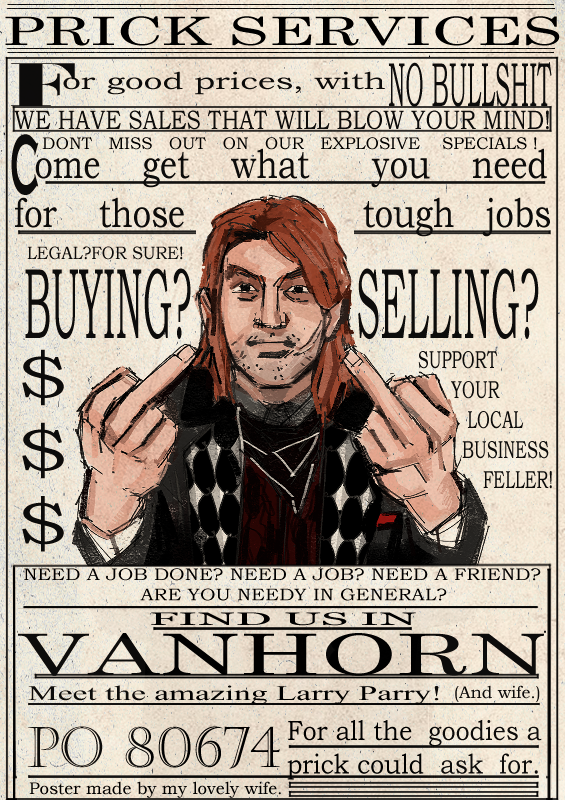 PRICK SERVICES
For good prices, with NO BULLSHIT
WE HAVE SALES THAT WILL BLOW YOUR MIND!
DONT MISS OUT ON OUR EXPLOSIVE SPECIALS!
Come get what you need
for those tough jobs
LEGAL?FOR SURE!
BUYING? SELLING?
$
$
$
SUPPORT
YOUR
LOCAL
BUSINESS
FELLER!
NEED A JOB DONE? NEED A JOB? NEED A FRIEND?
ARE YOU NEEDY IN GENERAL?
FIND US IN
VANHORN
Meet the amazing Larry Parry! (And wife.)
PO 80674
For all the goodies a
prick could ask for.
Poster made by my lovely wife.